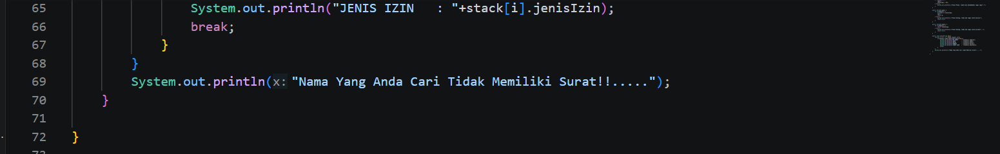 65 System.out.println("JENIS IZIN   : "+stack[i].jenisIzin);
66 break;
67 }
68 }
69 System.out.println(x: "Nama Yang Anda Cari Tidak Memiliki Surat!!.....");
70 }
71
72 }